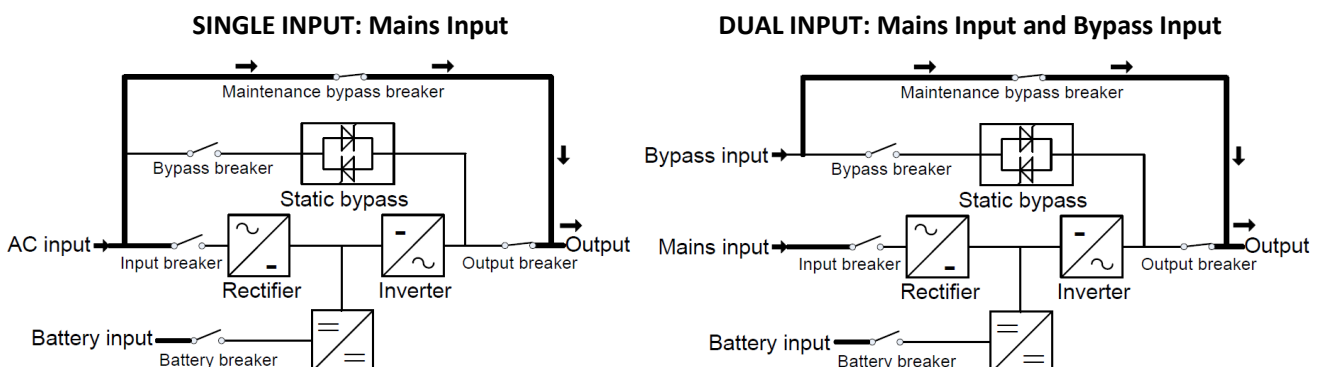 SINGLE INPUT: Mains Input
Maintenance bypass breaker
Bypass breaker
Static bypass
AC input
Output
Input breaker
Output breaker
Rectifier
Inverter
Battery input
Battery breaker
DUAL INPUT: Mains Input and Bypass Input
Maintenance bypass breaker
Bypass input
Bypass breaker
Static bypass
Mains input
Output
Input breaker
Output breaker
Rectifier
Inverter
Battery input
Battery breaker